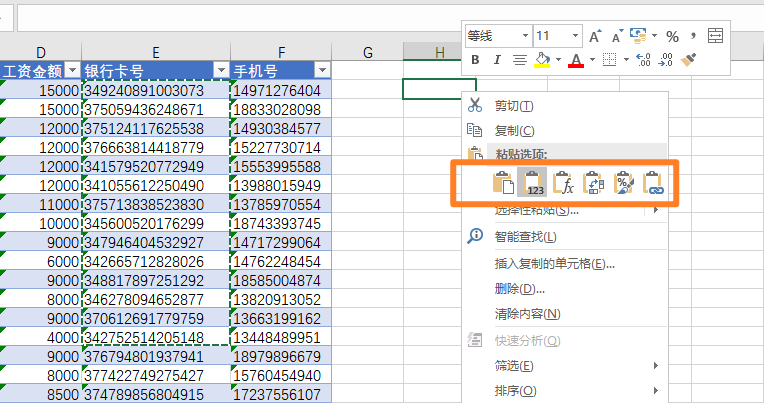 等线 11 A A % ,
B I A .00 .00
D E F G H
工资金额 银行卡号 手机号
15000 349240891003073 14971276404
15000 375059436248671 18833028098
12000 375124117625538 14930384577
12000 376663814418779 15227730714
12000 341579520772949 15553995588
12000 341055612250490 13988015949
11000 375713838523830 13785970554
10000 345600520176299 18743393745
9000 347946404532927 14717299064
6000 342665712828026 14762248454
9000 348817897251292 18585004874
8000 346278094652877 13820913052
9000 370612691779759 13663199162
4000 342752514205148 13448489951
9000 376794801937941 18979896679
8000 377422749275427 15760454940
8500 374789856804915 17237556107
剪切(T)
复制(C)
粘贴选项:
123 fx %
选择性粘贴(S)...
智能查找(L)
插入复制的单元格(E)...
删除(D)...
清除内容(N)
快速分析(Q)
筛选(E)
排序(O)